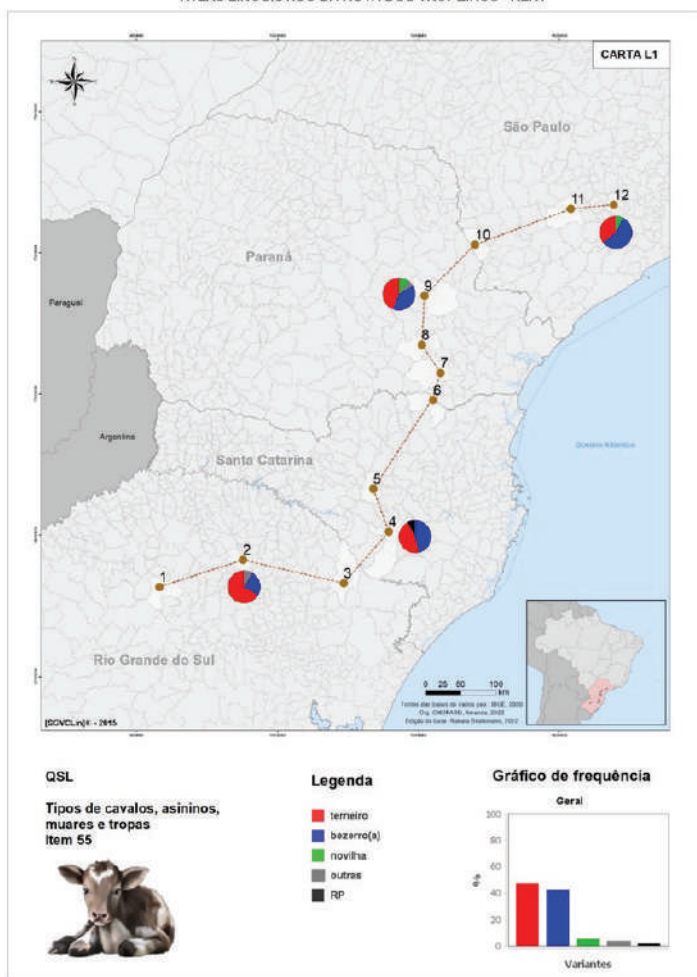 CARTA L1
São Paulo
12
11
10
Paraná
9
Paraguai
8
7
6
Argentina
Santa Catarina
Oceano Atlântico
5
4
2
3
1
Rio Grande do Sul
0 25 50 100
km
[SGVCLin]® - 2015
QSL
Tipos de cavalos, asininos,
muares e tropas
Item 55
Legenda
terneiro
bezerro(a)
novilha
outras
RP
Gráfico de frequência
Geral
100
80
60
40
20
0
%
Variantes